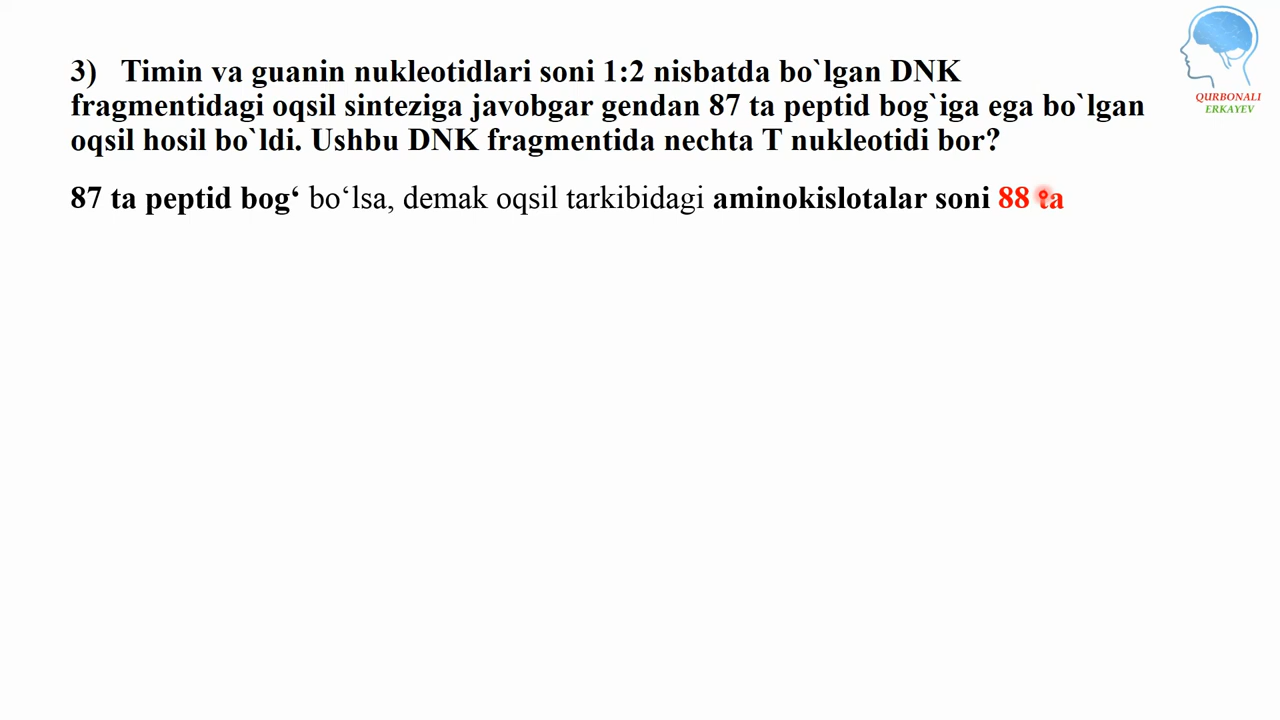 QURBONALI
ERKAYEV
3) Timin va guanin nukleotidlari soni 1:2 nisbatda bo`lgan DNK
fragmentidagi oqsil sinteziga javobgar gendan 87 ta peptid bog`iga ega bo`lgan
oqsil hosil bo`ldi. Ushbu DNK fragmentida nechta T nukleotidi bor?
87 ta peptid bog‘ bo‘lsa, demak oqsil tarkibidagi aminokislotalar soni 88 ta